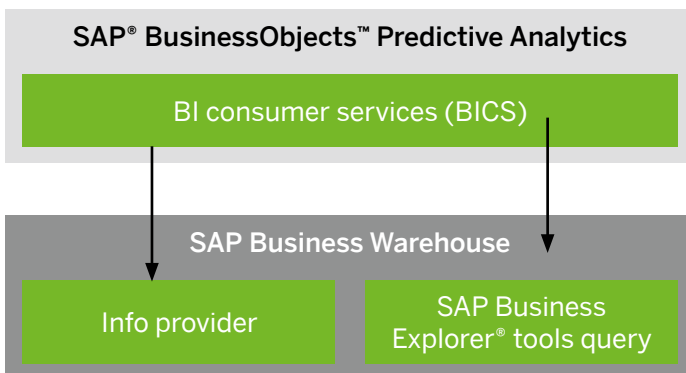 SAP® BusinessObjects™ Predictive Analytics
BI consumer services (BICS)
SAP Business Warehouse
Info provider
SAP Business
Explorer® tools query